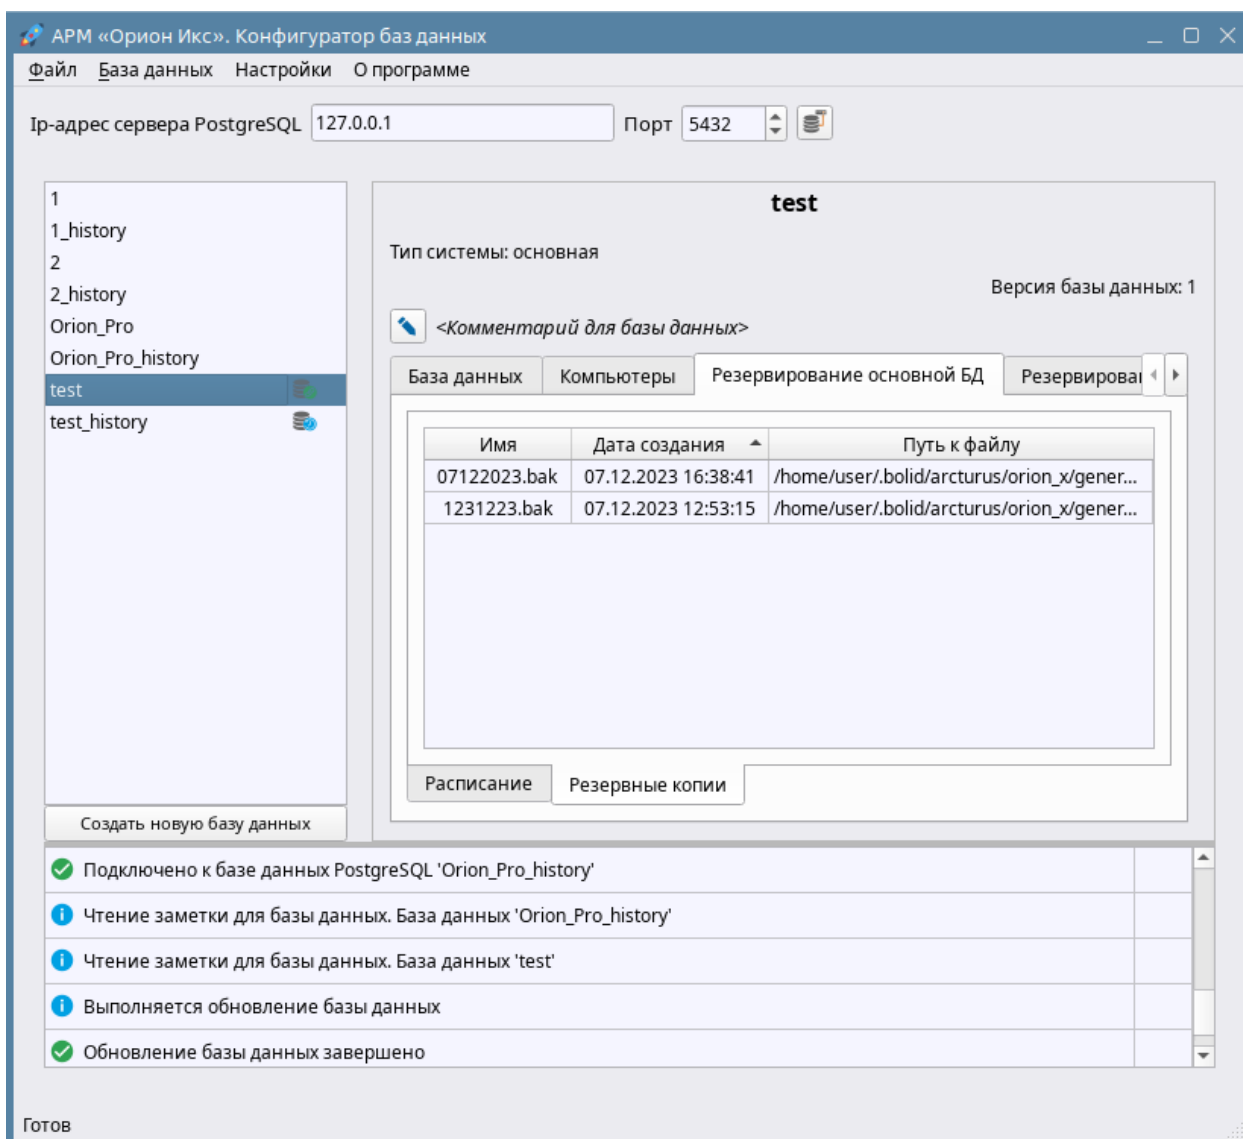 АРМ «Орион Икс». Конфигуратор баз данных
Файл База данных Настройки О программе
Ip-адрес сервера PostgreSQL 127.0.0.1 Порт 5432
1
1_history
2
2_history
Orion_Pro
Orion_Pro_history
test
test_history
Создать новую базу данных
test
Тип системы: основная
Версия базы данных: 1
<Комментарий для базы данных>
База данных Компьютеры Резервирование основной БД Резервирова
Имя Дата создания Путь к файлу
07122023.bak 07.12.2023 16:38:41 /home/user/.bolid/arcturus/orion_x/gener...
1231223.bak 07.12.2023 12:53:15 /home/user/.bolid/arcturus/orion_x/gener...
Расписание Резервные копии
Подключено к базе данных PostgreSQL 'Orion_Pro_history'
Чтение заметки для базы данных. База данных 'Orion_Pro_history'
Чтение заметки для базы данных. База данных 'test'
Выполняется обновление базы данных
Обновление базы данных завершено
Готов